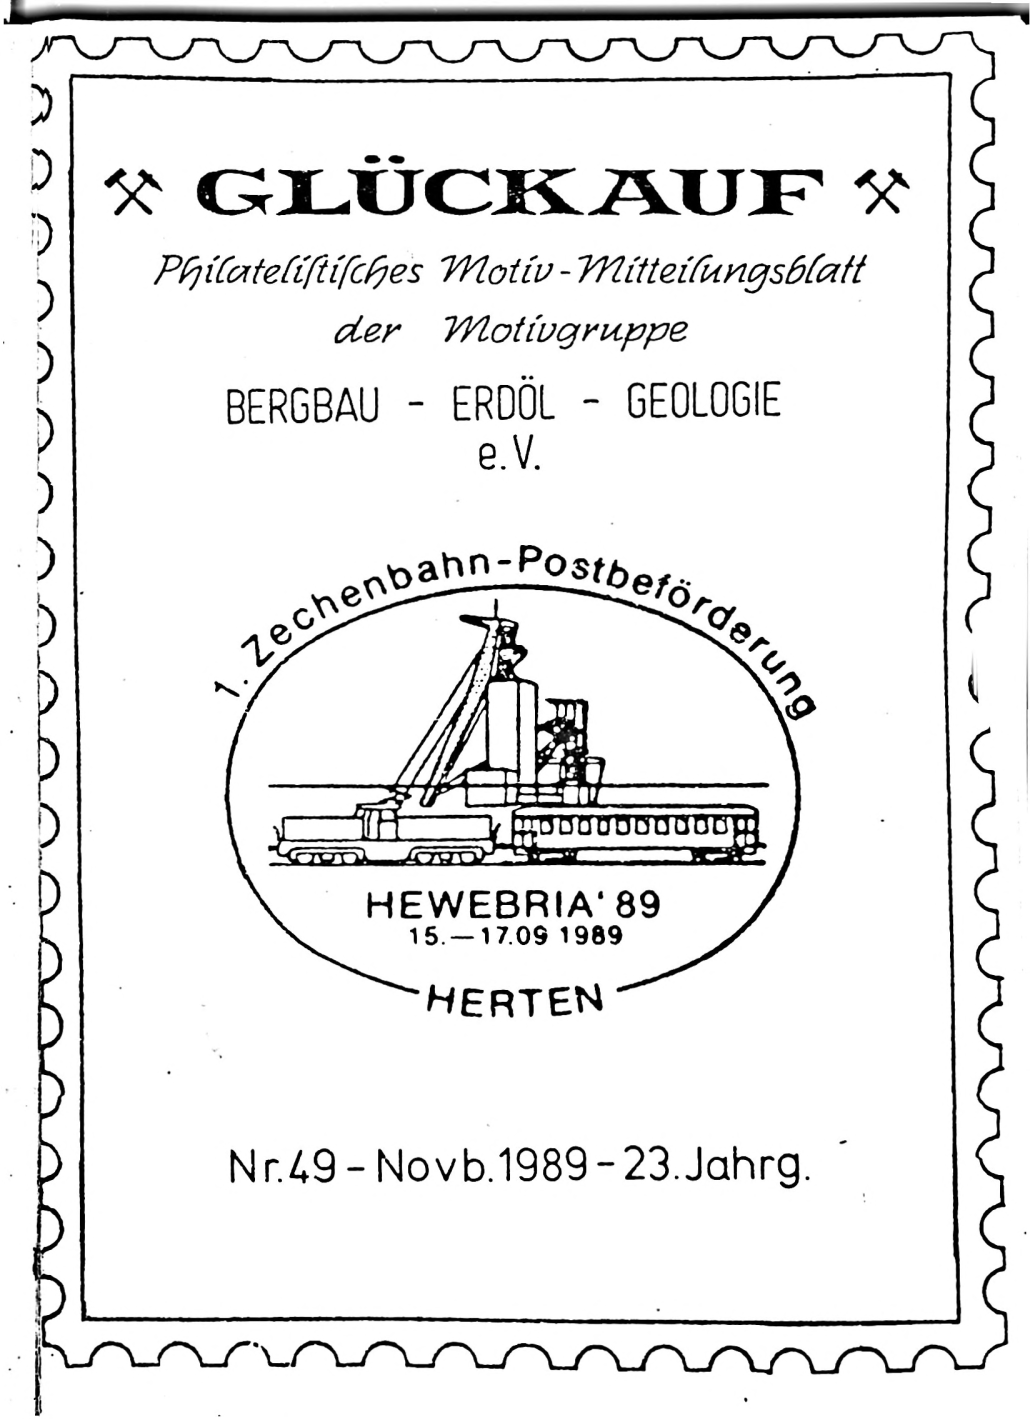 GLÜCKAUF
Philatelistisches Motiv-Mitteilungsblatt
der Motivgruppe
BERGBAU - ERDÖL - GEOLOGIE
e.V.
1. Zechenbahn-Postbeförderung
HEWEBRIA' 89
15.—17.09 1989
HERTEN
Nr.49-Novb.1989-23.Jahrg.